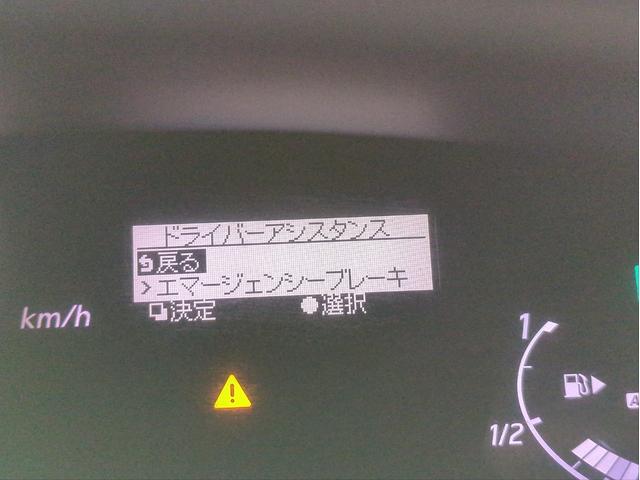 ドライバーアシスタンス
戻る
エマージェンシーブレーキ
決定 選択
km/h
1
1/2
A